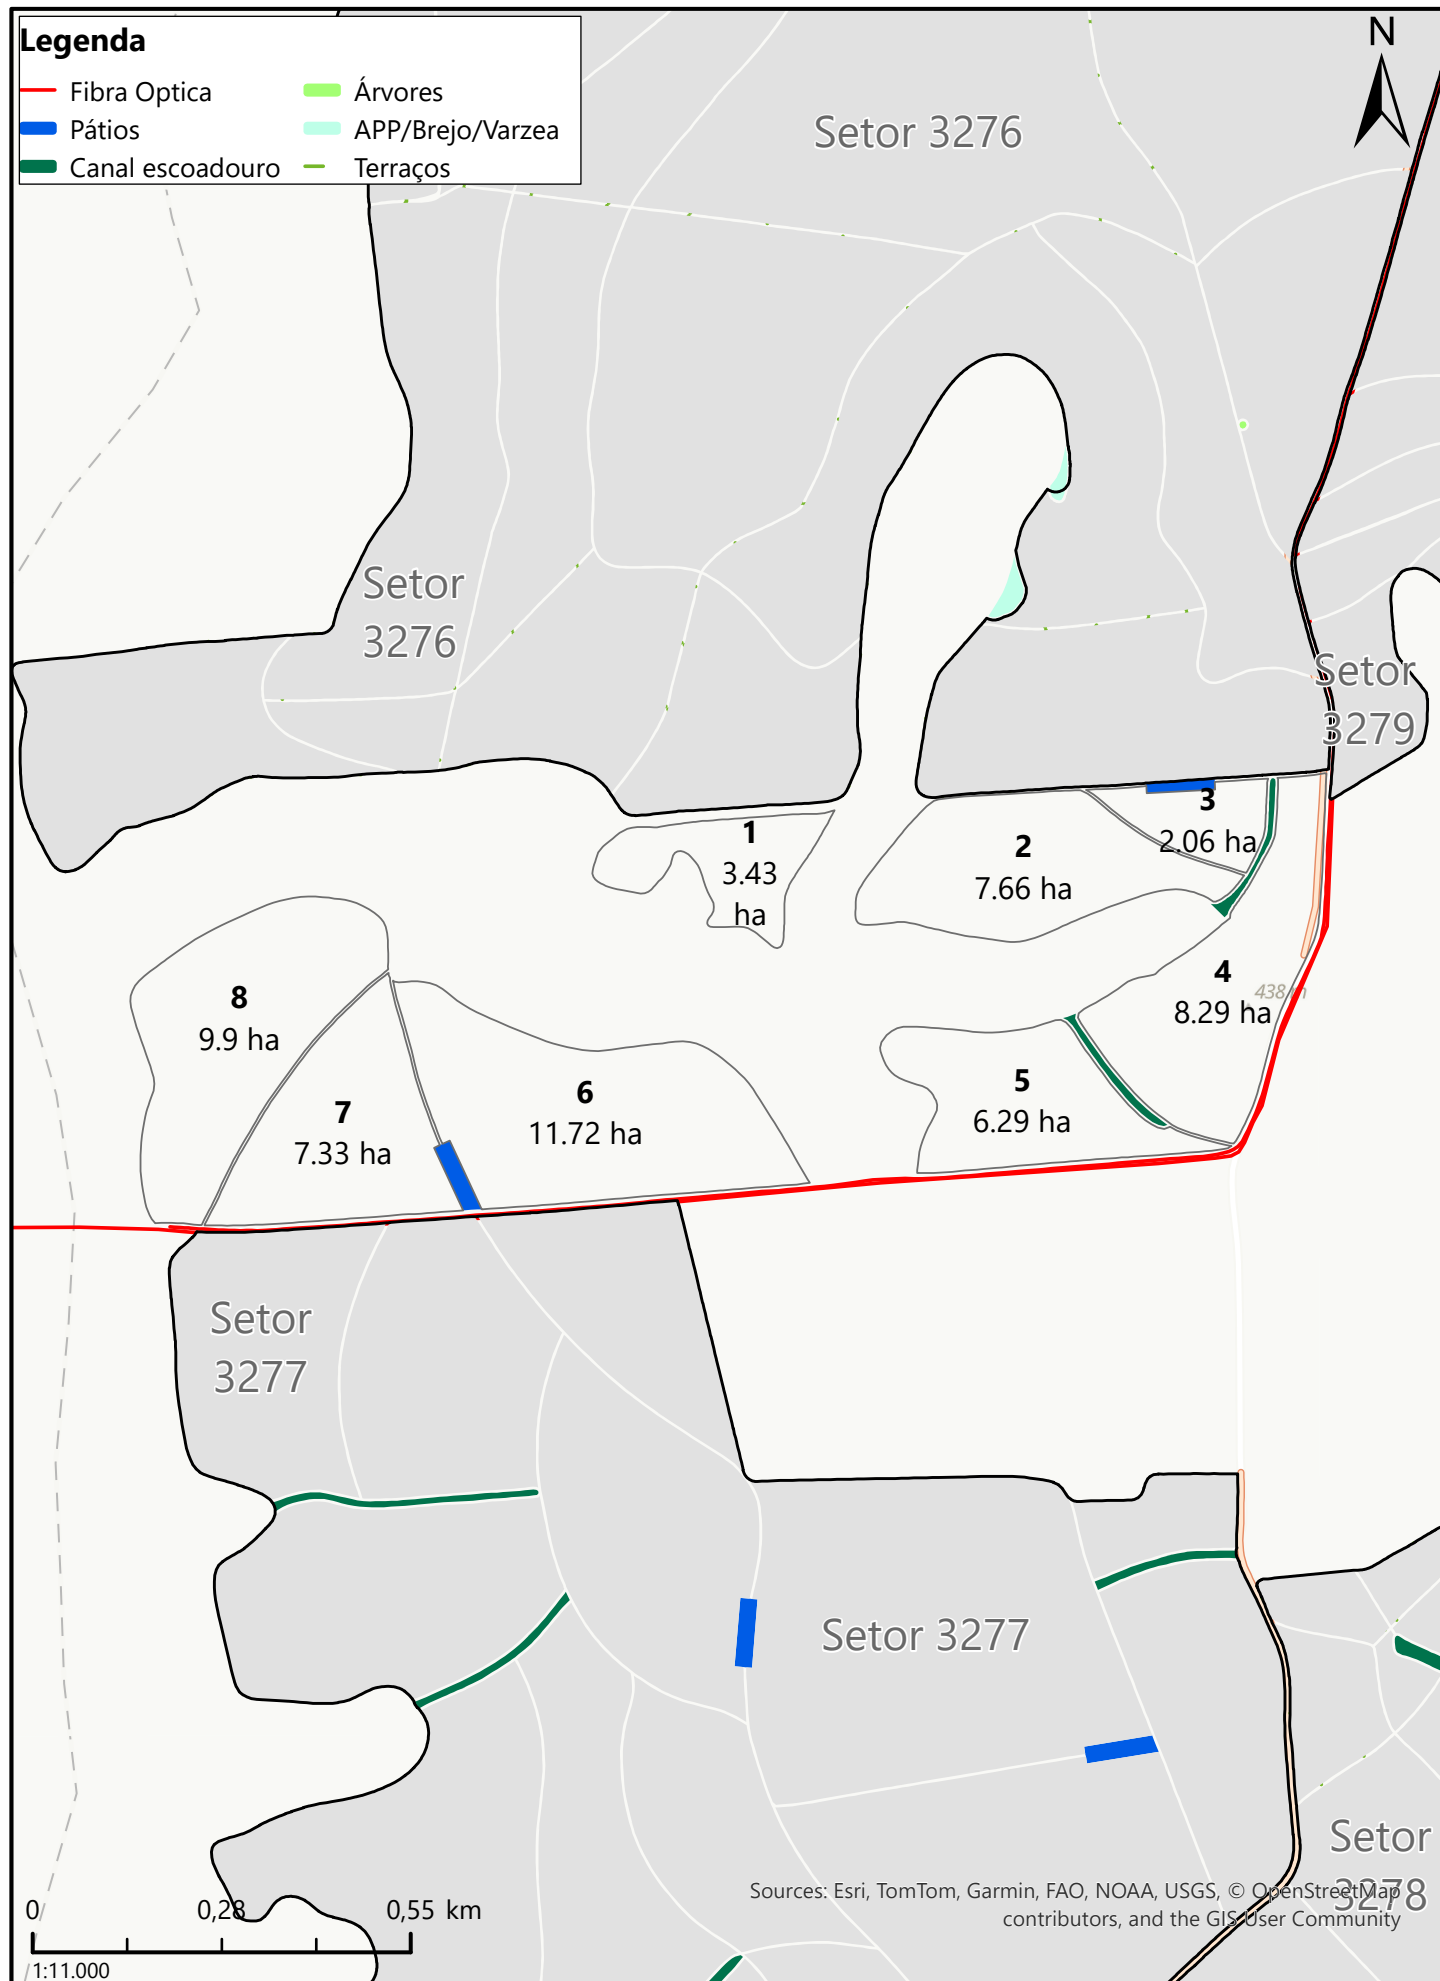 Legenda
Fibra Optica
Árvores
Pátios
APP/Brejo/Varzea
Canal escoadouro
Terraços
N
Setor 3276
Setor
3276
Setor
3279
1
3.43
ha
2
7.66 ha
3
2.06 ha
4
438 m
8.29 ha
8
9.9 ha
5
6.29 ha
6
11.72 ha
7
7.33 ha
Setor
3277
Setor 3277
Setor
3278
Sources: Esri, TomTom, Garmin, FAO, NOAA, USGS, © OpenStreetMap
contributors, and the GIS User Community
0 0,28 0,55 km
1:11.000